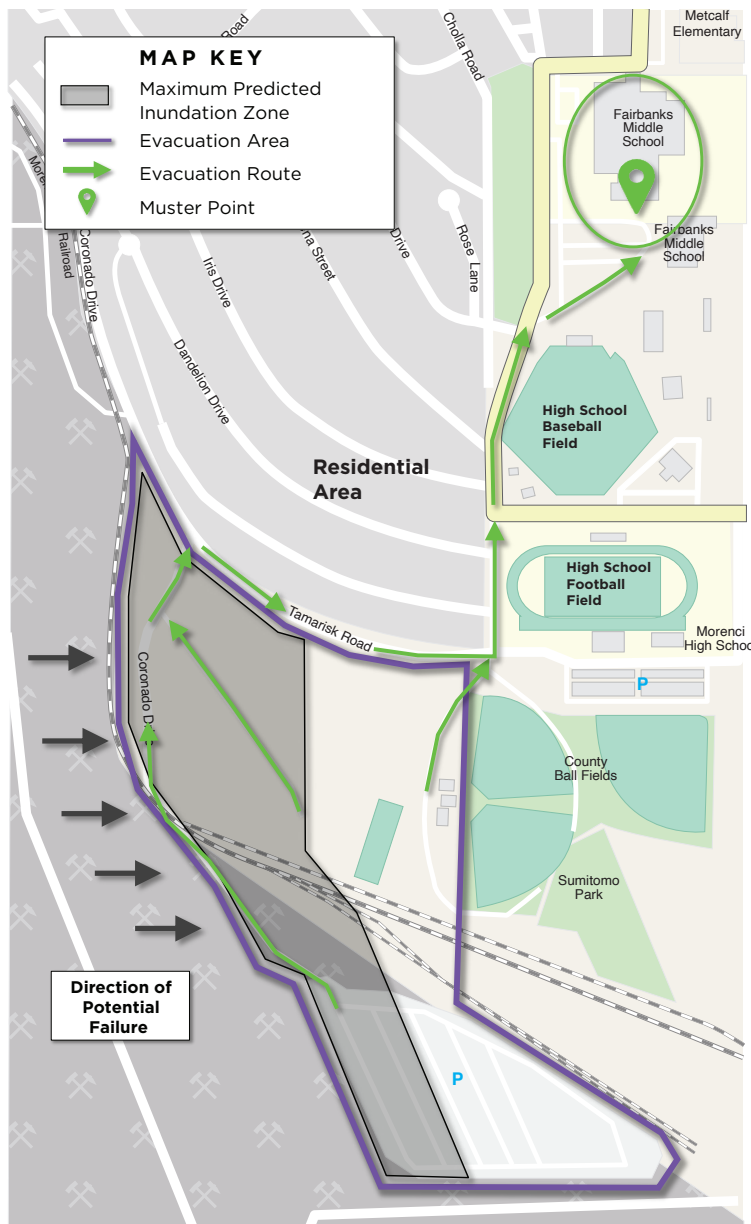 MAP KEY
Maximum Predicted
Inundation Zone
Evacuation Area
Evacuation Route
Muster Point
Road
Cholla Road
Metcalf
Elementary
Fairbanks
Middle
School
Fairbanks
Middle
School
Railroad
Coronado Drive
Iris Drive
Street
Drive
Rose Lane
Dandelion Drive
High School
Baseball
Field
Residential
Area
High School
Football
Field
Tamarisk Road
Morenci
High School
P
Coronado
County
Ball Fields
Sumitomo
Park
Direction of
Potential
Failure
P